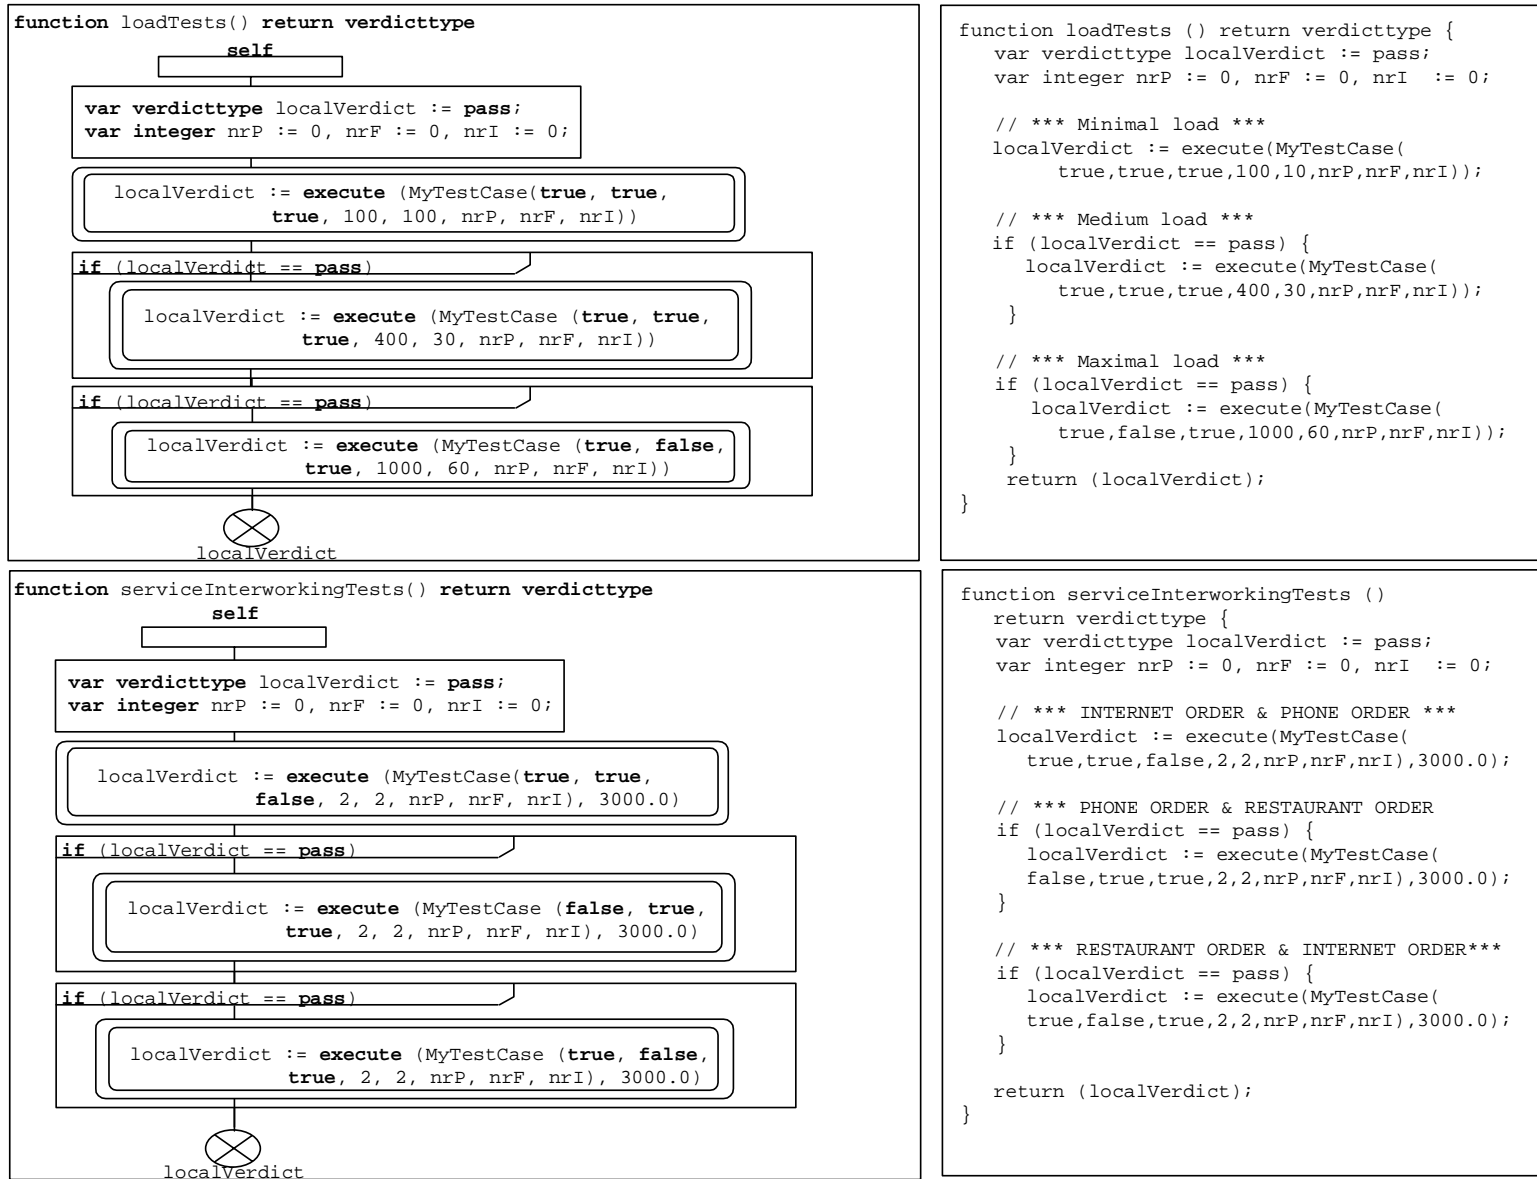 function loadTests() return verdicttype
self
var verdicttype localVerdict := pass;
var integer nrP := 0, nrF := 0, nrI := 0;
localVerdict := execute (MyTestCase(true, true,
true, 100, 100, nrP, nrF, nrI))
if (localVerdict == pass)
localVerdict := execute (MyTestCase (true, true,
true, 400, 30, nrP, nrF, nrI))
if (localVerdict == pass)
localVerdict := execute (MyTestCase (true, false,
true, 1000, 60, nrP, nrF, nrI))
localVerdict
function loadTests () return verdicttype {
var verdicttype localVerdict := pass;
var integer nrP := 0, nrF := 0, nrI := 0;
// *** Minimal load ***
localVerdict := execute(MyTestCase(
true,true,true,100,10,nrP,nrF,nrI));
// *** Medium load ***
if (localVerdict == pass) {
localVerdict := execute(MyTestCase(
true,true,true,400,30,nrP,nrF,nrI));
}
// *** Maximal load ***
if (localVerdict == pass) {
localVerdict := execute(MyTestCase(
true,false,true,1000,60,nrP,nrF,nrI));
}
return (localVerdict);
}
function serviceInterworkingTests() return verdicttype
self
var verdicttype localVerdict := pass;
var integer nrP := 0, nrF := 0, nrI := 0;
localVerdict := execute (MyTestCase(true, true,
false, 2, 2, nrP, nrF, nrI), 3000.0)
if (localVerdict == pass)
localVerdict := execute (MyTestCase (false, true,
true, 2, 2, nrP, nrF, nrI), 3000.0)
if (localVerdict == pass)
localVerdict := execute (MyTestCase (true, false,
true, 2, 2, nrP, nrF, nrI), 3000.0)
localVerdict
function serviceInterworkingTests ()
return verdicttype {
var verdicttype localVerdict := pass;
var integer nrP := 0, nrF := 0, nrI := 0;
// *** INTERNET ORDER & PHONE ORDER ***
localVerdict := execute(MyTestCase(
true,true,false,2,2,nrP,nrF,nrI),3000.0);
// *** PHONE ORDER & RESTAURANT ORDER
if (localVerdict == pass) {
localVerdict := execute(MyTestCase(
false,true,true,2,2,nrP,nrF,nrI),3000.0);
}
// *** RESTAURANT ORDER & INTERNET ORDER***
if (localVerdict == pass) {
localVerdict := execute(MyTestCase(
true,false,true,2,2,nrP,nrF,nrI),3000.0);
}
return (localVerdict);
}